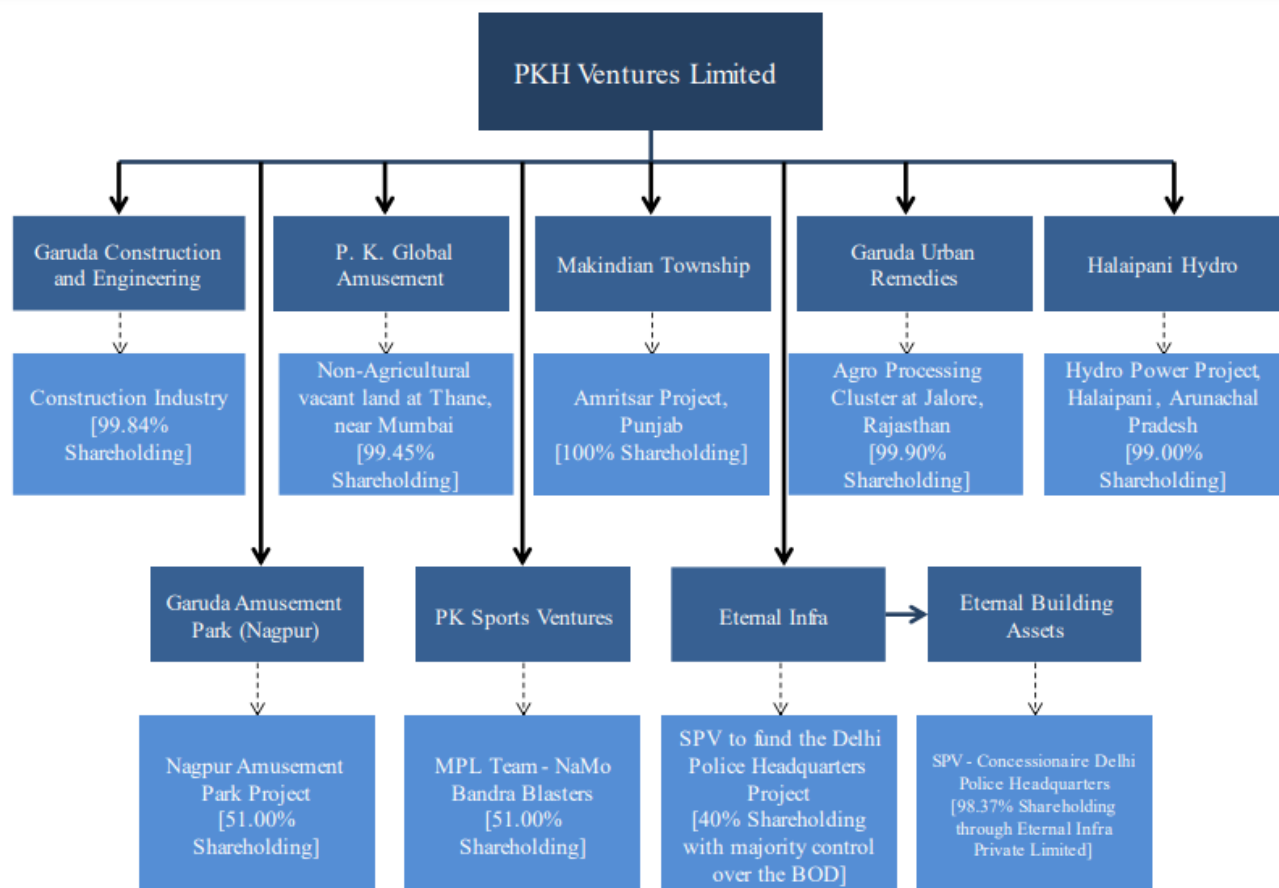 PKH Ventures Limited
Garuda Construction
and Engineering
P. K. Global
Amusement
Makindian Township
Garuda Urban
Remedies
Halaipani Hydro
Construction Industry
[99.84%
Shareholding]
Non-Agricultural
vacant land at Thane,
near Mumbai
[99.45%
Shareholding]
Amritsar Project,
Punjab
[100% Shareholding]
Agro Processing
Cluster at Jalore,
Rajasthan
[99.90%
Shareholding]
Hydro Power Project,
Halaipani, Arunachal
Pradesh
[99.00%
Shareholding]
Garuda Amusement
Park (Nagpur)
PK Sports Ventures
Eternal Infra
Eternal Building
Assets
Nagpur Amusement
Park Project
[51.00%
Shareholding]
MPL Team - NaMo
Bandra Blasters
[51.00%
Shareholding]
SPV to fund the Delhi
Police Headquarters
Project
[40% Shareholding
with majority control
over the BOD]
SPV - Concessionaire Delhi
Police Headquarters
[98.37% Shareholding
through Eternal Infra
Private Limited]